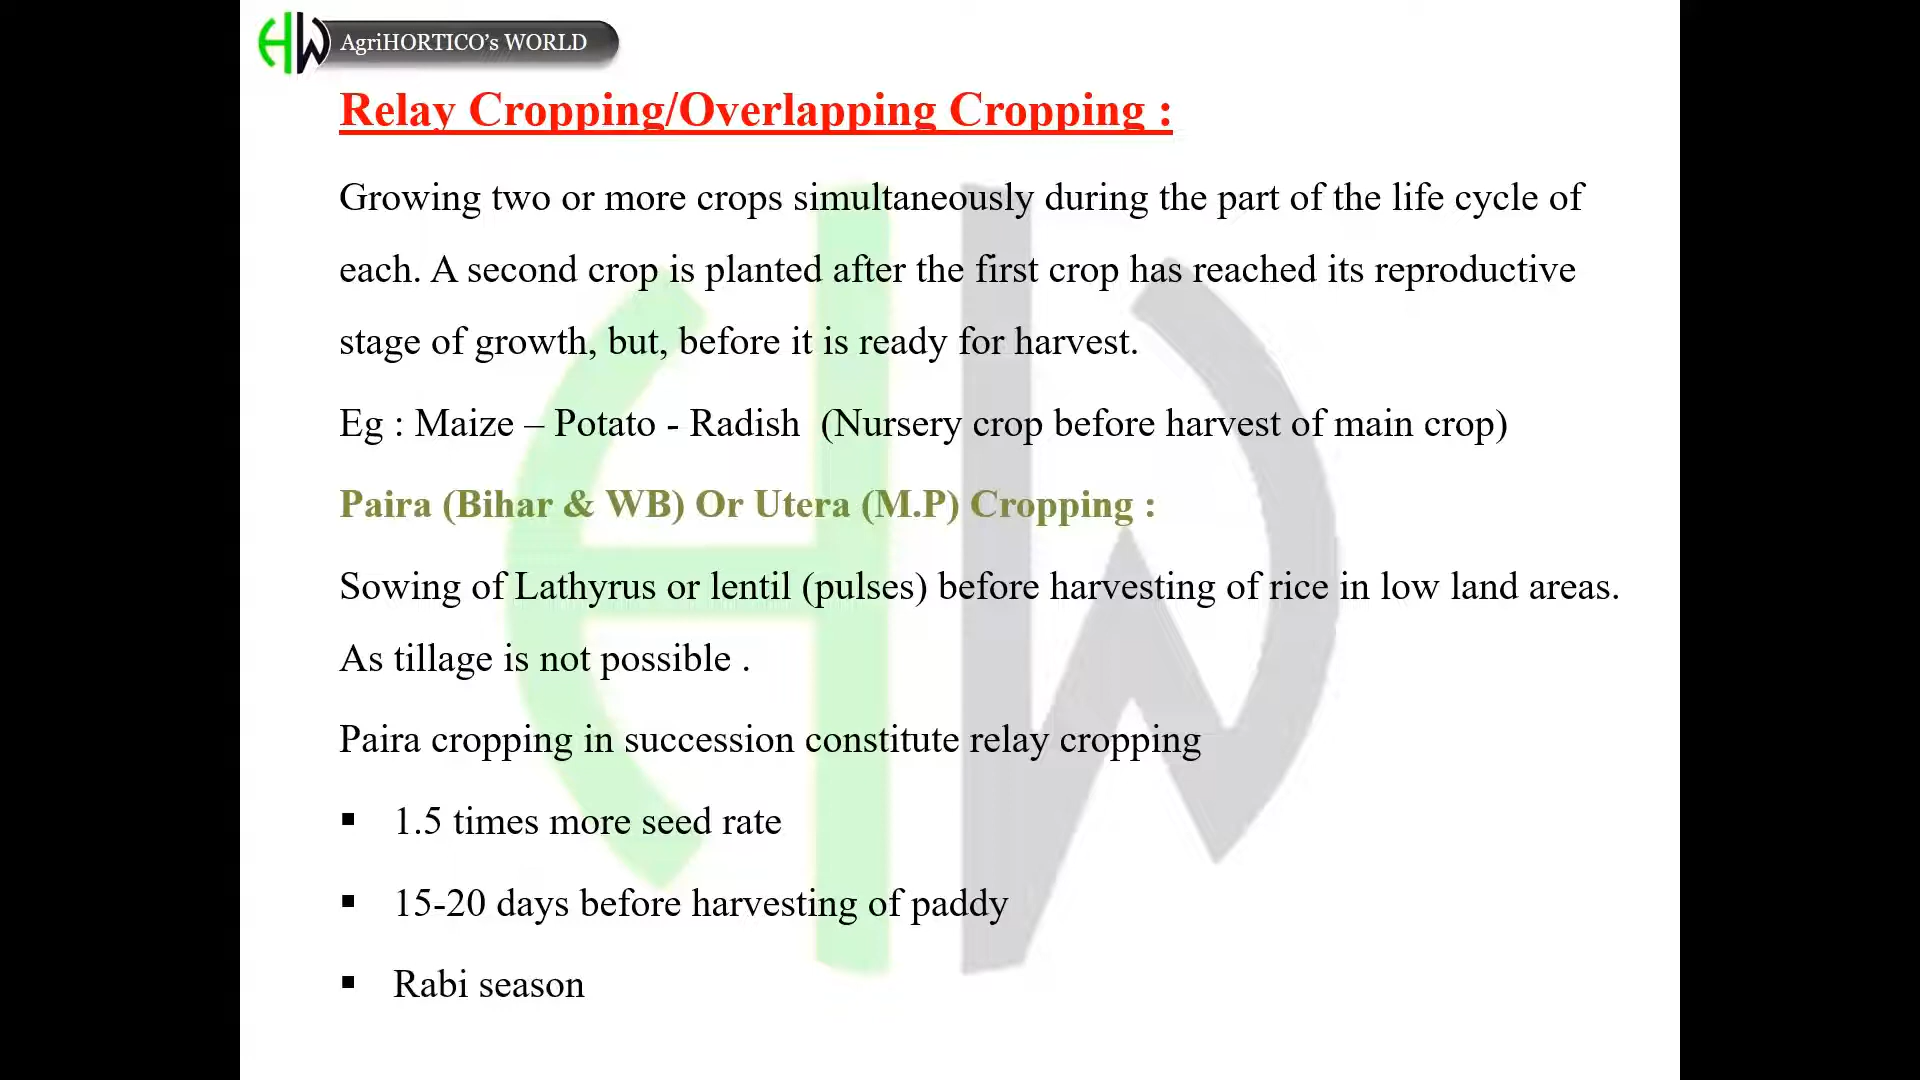 AgriHORTICO's WORLD
Relay Cropping/Overlapping Cropping :
Growing two or more crops simultaneously during the part of the life cycle of
each. A second crop is planted after the first crop has reached its reproductive
stage of growth, but, before it is ready for harvest.
Eg : Maize – Potato - Radish  (Nursery crop before harvest of main crop)
Paira (Bihar & WB) Or Utera (M.P) Cropping :
Sowing of Lathyrus or lentil (pulses) before harvesting of rice in low land areas.
As tillage is not possible .
Paira cropping in succession constitute relay cropping
▪ 1.5 times more seed rate
▪ 15-20 days before harvesting of paddy
▪ Rabi season